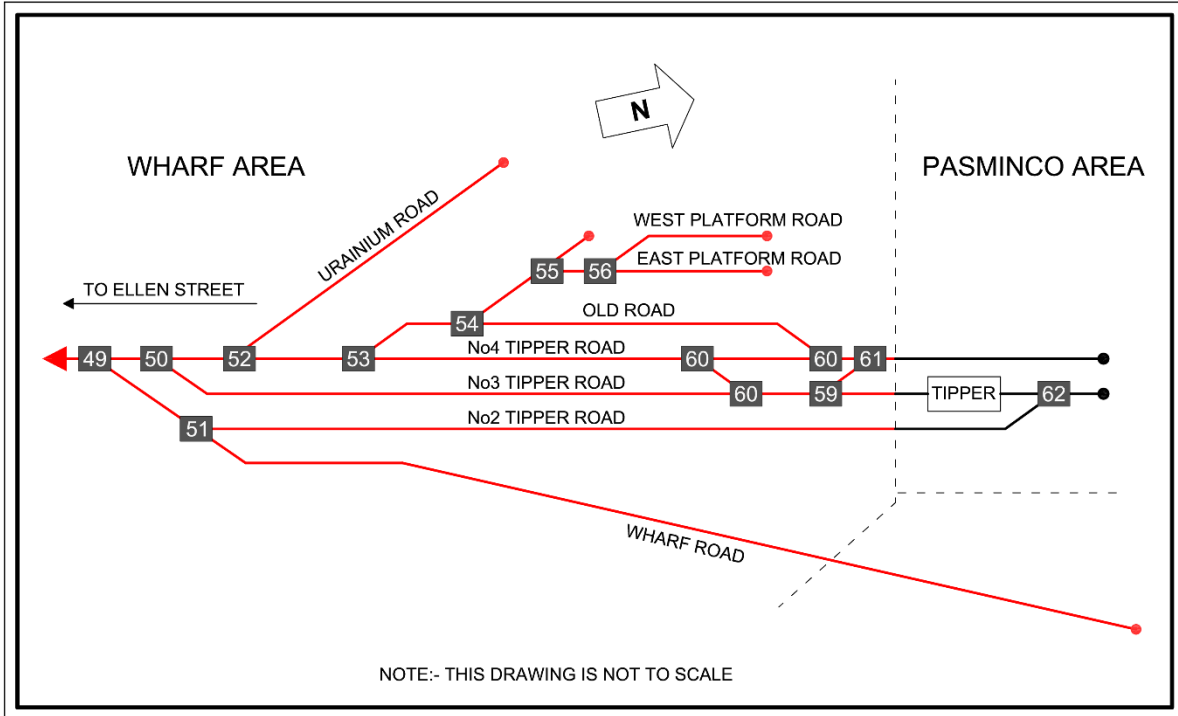 N
WHARF AREA
PASMINCO AREA
URAINIUM ROAD
WEST PLATFORM ROAD
55
56
EAST PLATFORM ROAD
TO ELLEN STREET
54
OLD ROAD
49
50
52
53
No4 TIPPER ROAD
60
60
61
No3 TIPPER ROAD
60
59
TIPPER
62
51
No2 TIPPER ROAD
WHARF ROAD
NOTE:- THIS DRAWING IS NOT TO SCALE